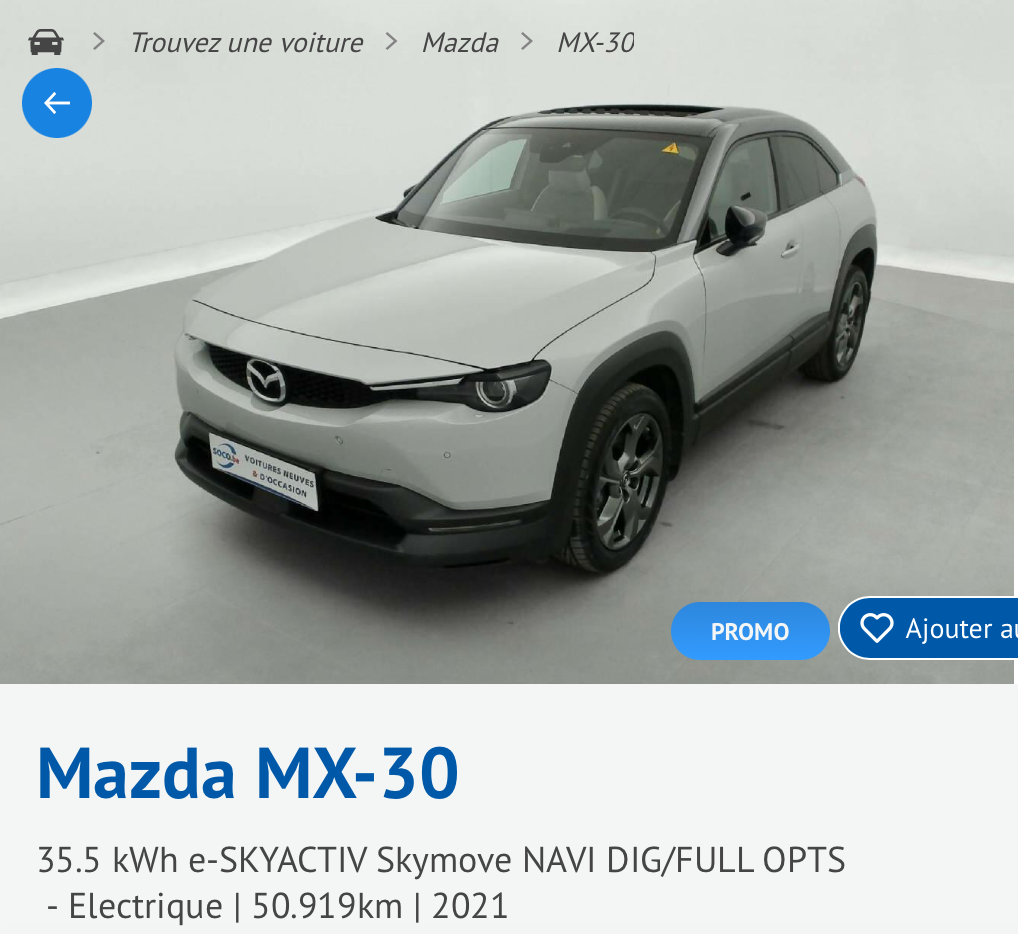 Trouvez une voiture > Mazda > MX-30
SOCO.be
VOITURES NEUVES
& D'OCCASION
PROMO
Ajouter au
Mazda MX-30
35.5 kWh e-SKYACTIV Skymove NAVI DIG/FULL OPTS
- Electrique | 50.919km | 2021